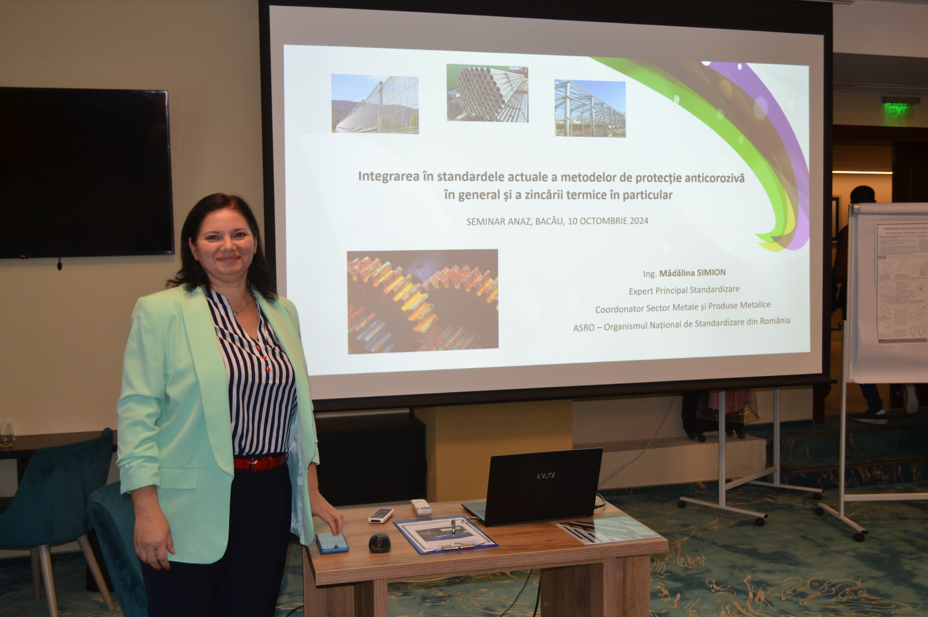 Integrarea în standardele actuale a metodelor de protecție anticorozivă
în general și a zincării termice în particular
SEMINAR ANAZ, BACĂU, 10 OCTOMBRIE 2024
Ing. Mădălina SIMION
Expert Principal Standardizare
Coordonator Sector Metale și Produse Metalice
ASRO – Organismul Național de Standardizare din România
EXIT